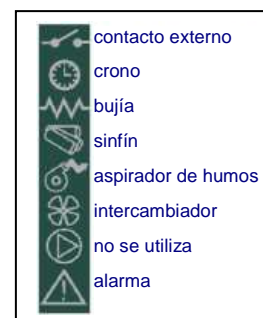 contacto externo
crono
bujía
sinfín
aspirador de humos
intercambiador
no se utiliza
alarma